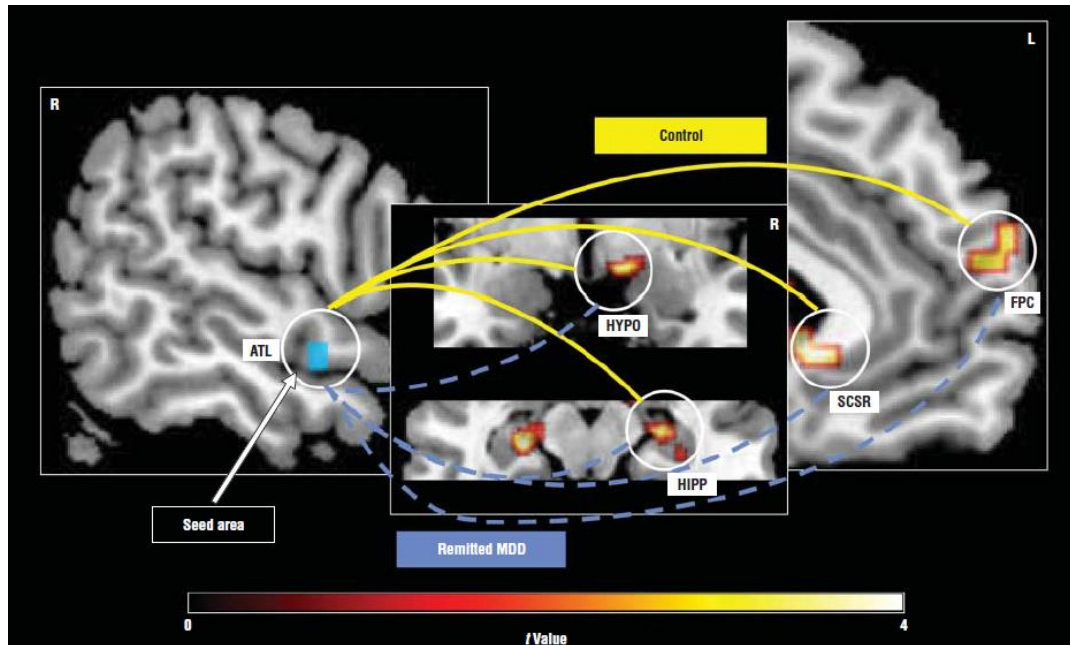 R
L
Control
R
ATL
HYPO
FPC
SCSR
HIPP
Seed area
Remitted MDD
0
4
t Value